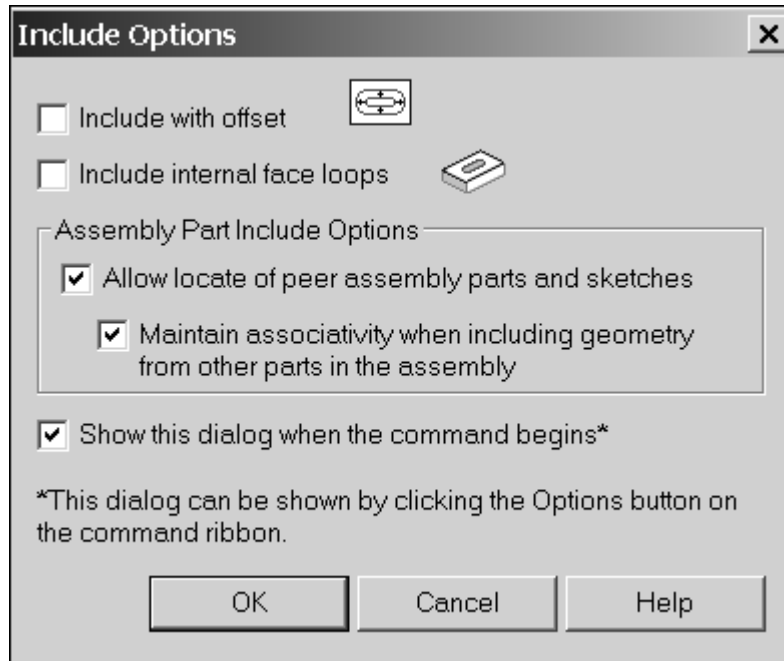 Include Options
Include with offset
Include internal face loops
Assembly Part Include Options
Allow locate of peer assembly parts and sketches
Maintain associativity when including geometry
from other parts in the assembly
Show this dialog when the command begins*
*This dialog can be shown by clicking the Options button on
the command ribbon.
OK
Cancel
Help